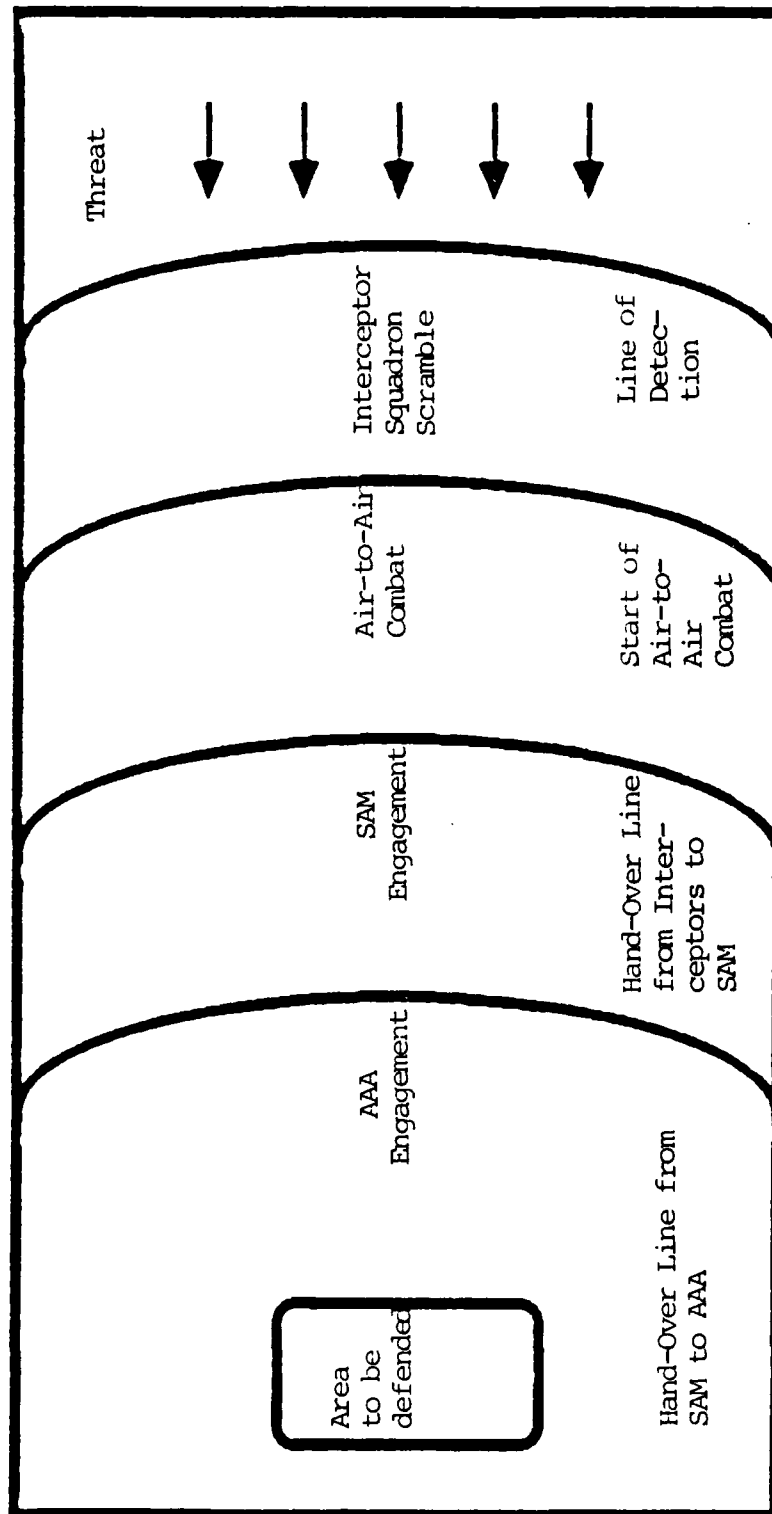 Threat
Interceptor
Squadron
Scramble
Line of
Detec-
tion
Air-to-Air
Combat
Start of
Air-to-
Air
Combat
SAM
Engagement
Hand-Over Line
from Inter-
ceptors to
SAM
AAA
Engagement
Hand-Over Line from
SAM to AAA
Area
to be
defended